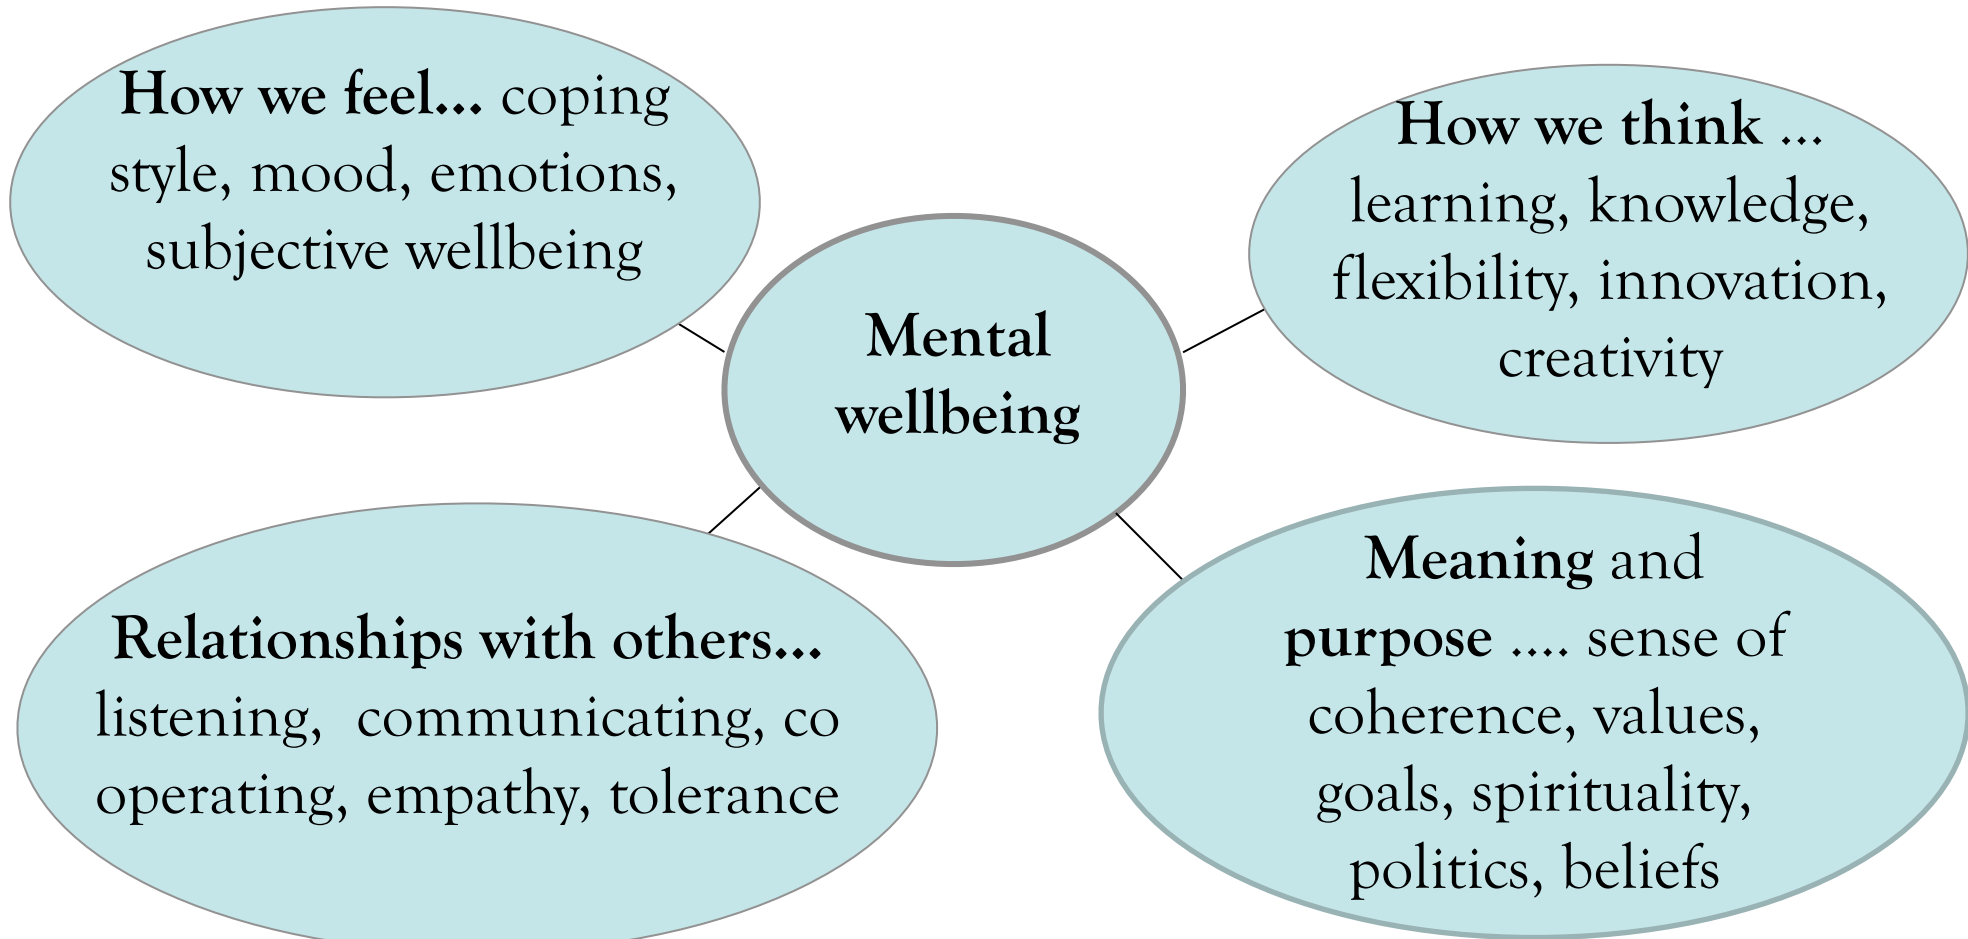 How we feel... coping
style, mood, emotions,
subjective wellbeing
How we think ...
learning, knowledge,
flexibility, innovation,
creativity
Mental
wellbeing
Relationships with others...
listening,  communicating, co
operating, empathy, tolerance
Meaning and
purpose .... sense of
coherence, values,
goals, spirituality,
politics, beliefs